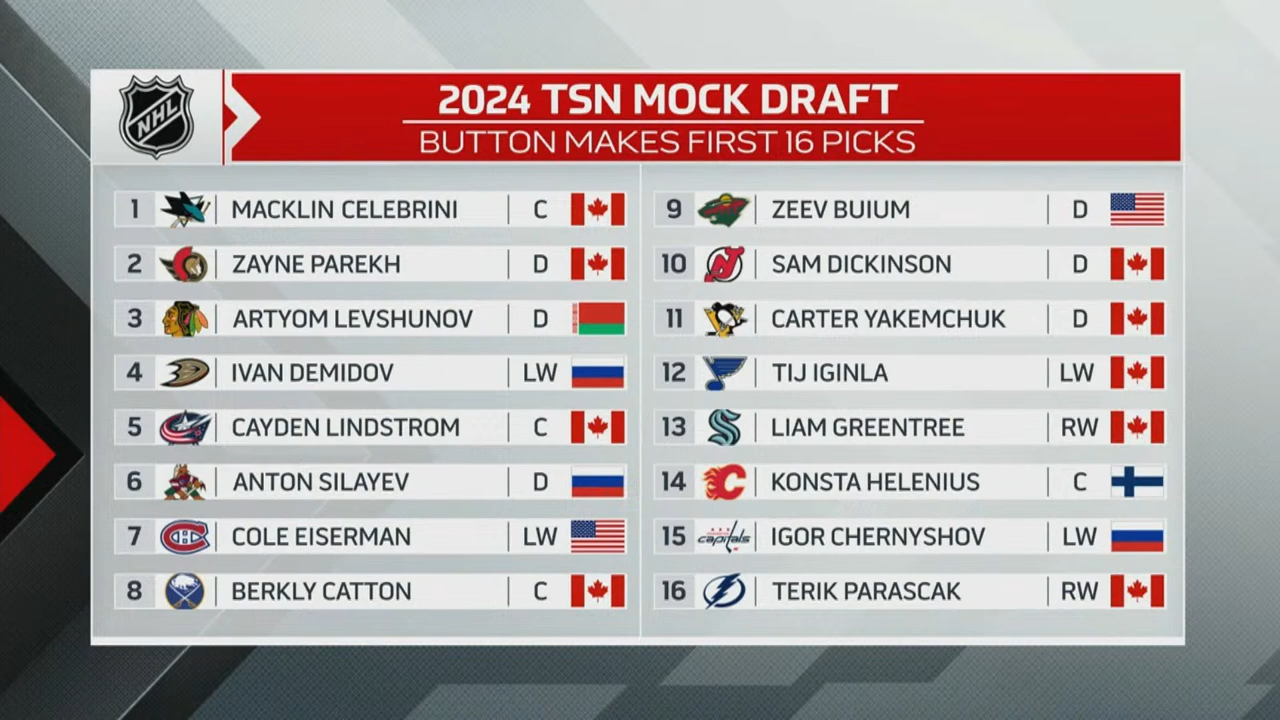 NHL
2024 TSN MOCK DRAFT
BUTTON MAKES FIRST 16 PICKS
1 MACKLIN CELEBRINI C
2 ZAYNE PAREKH D
3 ARTYOM LEVSHUNOV D
4 IVAN DEMIDOV LW
5 CAYDEN LINDSTROM C
6 ANTON SILAYEV D
7 COLE EISERMAN LW
8 BERKLY CATTON C
9 ZEEV BUIUM D
10 SAM DICKINSON D
11 CARTER YAKEMCHUK D
12 TIJ IGINLA LW
13 LIAM GREENTREE RW
14 KONSTA HELENIUS C
15 capitals IGOR CHERNYSHOV LW
16 TERIK PARASCAK RW